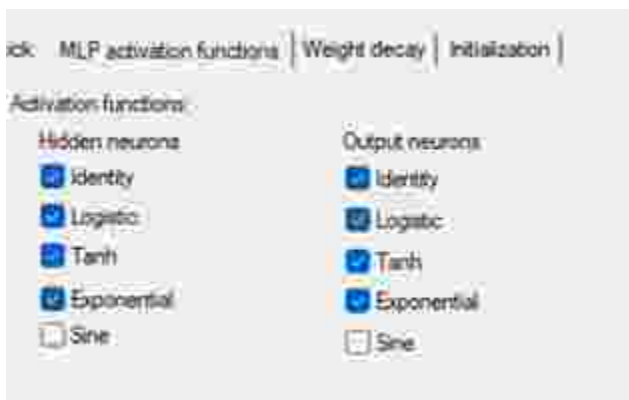 ick MLP activation functions Weight decay Initialization
Activation functions:
Hidden neurons Output neurons
Identity Identity
Logistic Logistic
Tanh Tanh
Exponential Exponential
Sine Sine